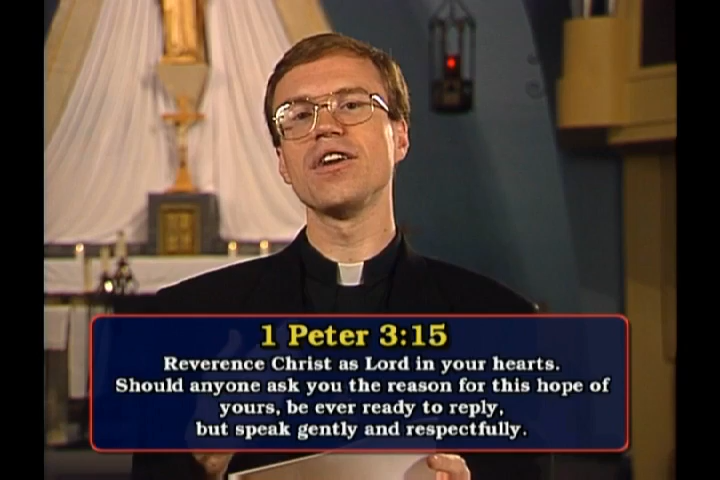 1 Peter 3:15
Reverence Christ as Lord in your hearts.
Should anyone ask you the reason for this hope of
yours, be ever ready to reply,
but speak gently and respectfully.